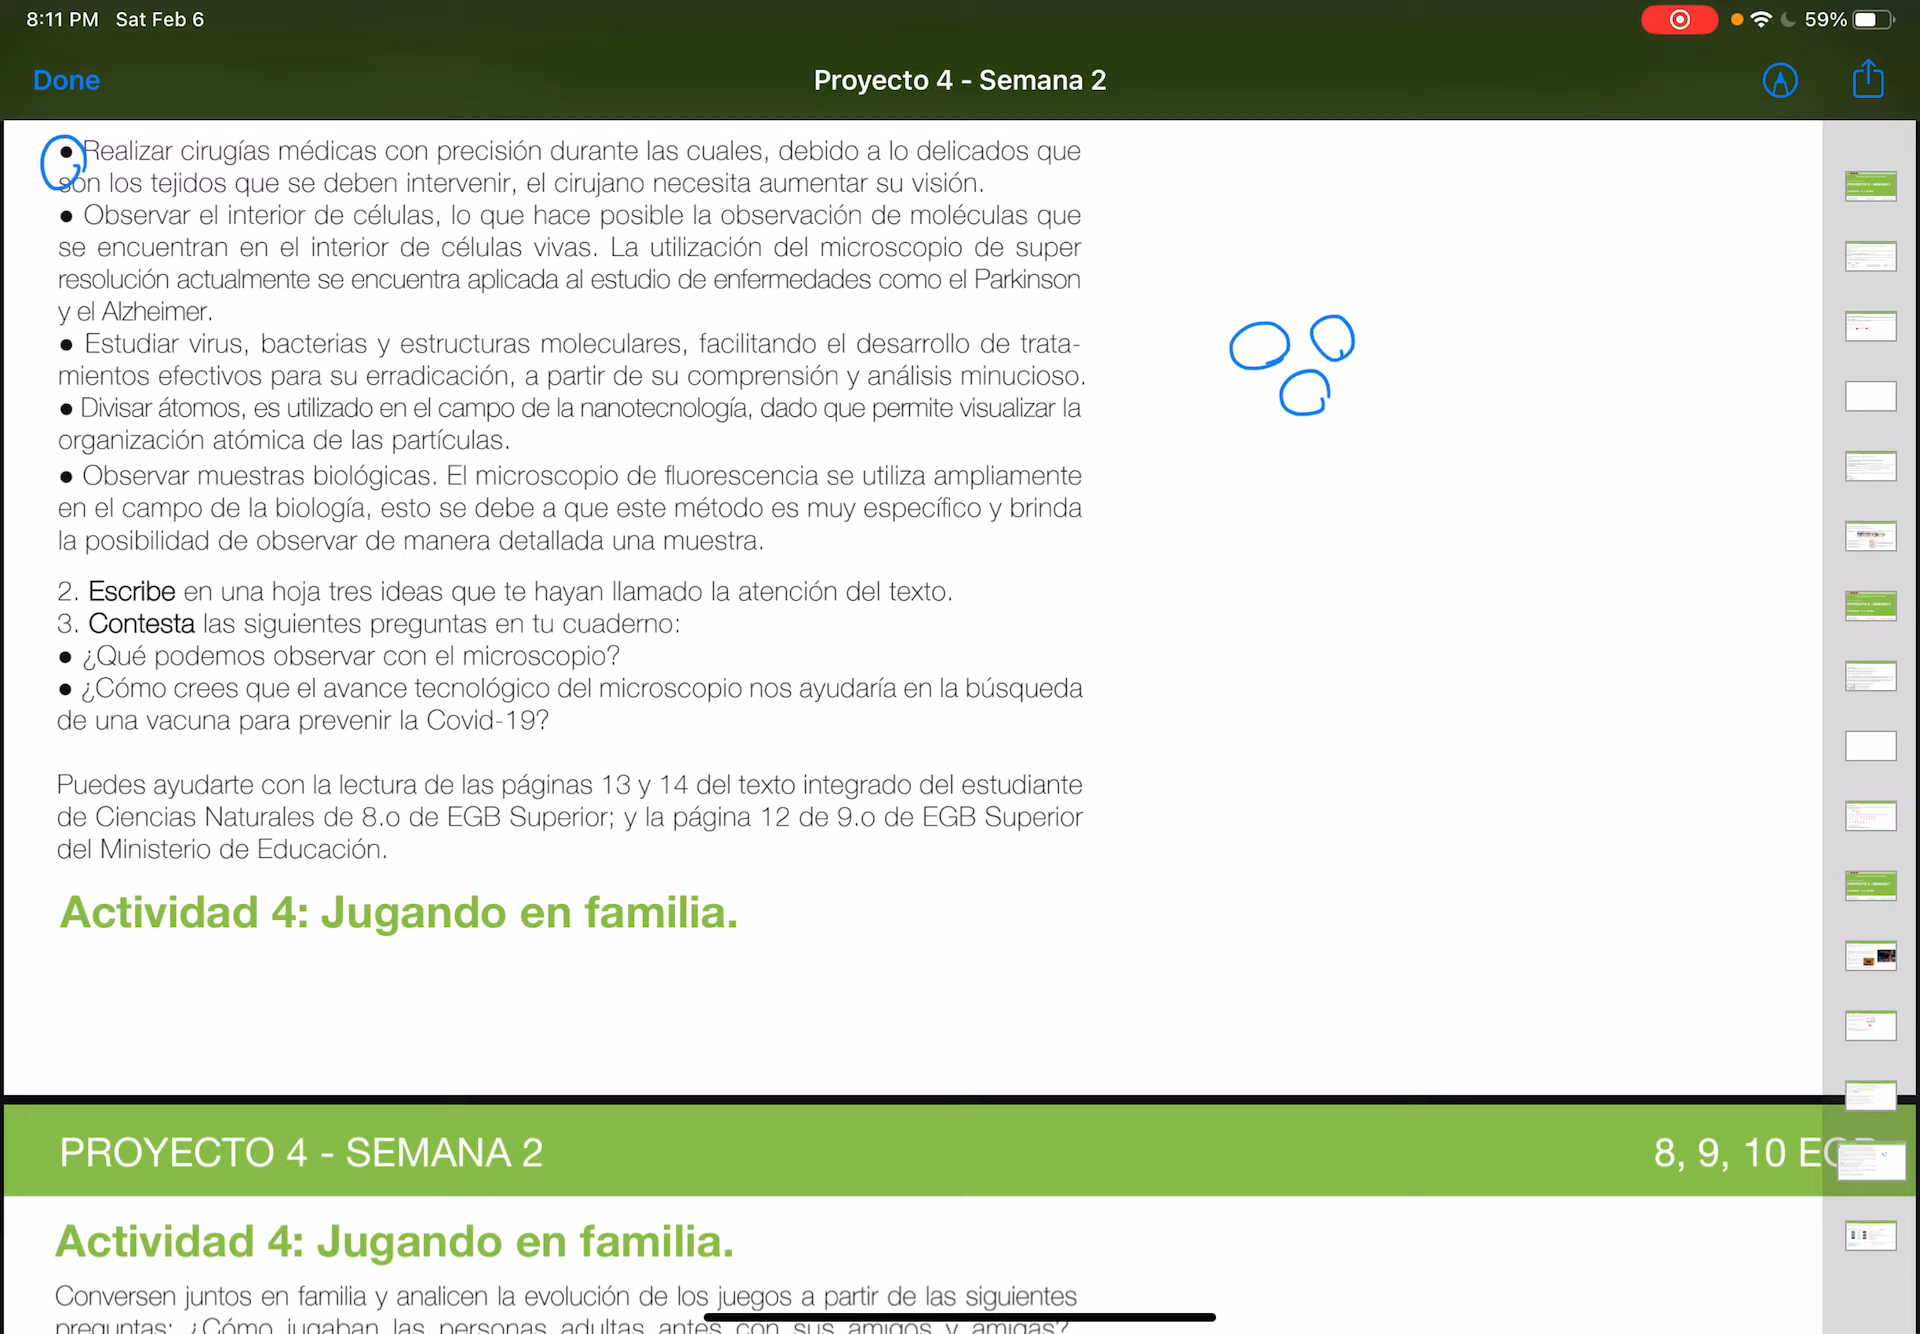 8:11 PM Sat Feb 6
59%
Done
Proyecto 4 - Semana 2
● Realizar cirugías médicas con precisión durante las cuales, debido a lo delicados que
son los tejidos que se deben intervenir, el cirujano necesita aumentar su visión.
● Observar el interior de células, lo que hace posible la observación de moléculas que
se encuentran en el interior de células vivas. La utilización del microscopio de super
resolución actualmente se encuentra aplicada al estudio de enfermedades como el Parkinson
y el Alzheimer.
● Estudiar virus, bacterias y estructuras moleculares, facilitando el desarrollo de trata-
mientos efectivos para su erradicación, a partir de su comprensión y análisis minucioso.
● Divisar átomos, es utilizado en el campo de la nanotecnología, dado que permite visualizar la
organización atómica de las partículas.
● Observar muestras biológicas. El microscopio de fluorescencia se utiliza ampliamente
en el campo de la biología, esto se debe a que este método es muy específico y brinda
la posibilidad de observar de manera detallada una muestra.
2. Escribe en una hoja tres ideas que te hayan llamado la atención del texto.
3. Contesta las siguientes preguntas en tu cuaderno:
● ¿Qué podemos observar con el microscopio?
● ¿Cómo crees que el avance tecnológico del microscopio nos ayudaría en la búsqueda
de una vacuna para prevenir la Covid-19?
Puedes ayudarte con la lectura de las páginas 13 y 14 del texto integrado del estudiante
de Ciencias Naturales de 8.o de EGB Superior; y la página 12 de 9.o de EGB Superior
del Ministerio de Educación.
Actividad 4: Jugando en familia.
PROYECTO 4 - SEMANA 2
8, 9, 10 EGB
Actividad 4: Jugando en familia.
Conversen juntos en familia y analicen la evolución de los juegos a partir de las siguientes
preguntas: ¿Cómo jugaban las personas adultas antes con sus amigos y amigas?